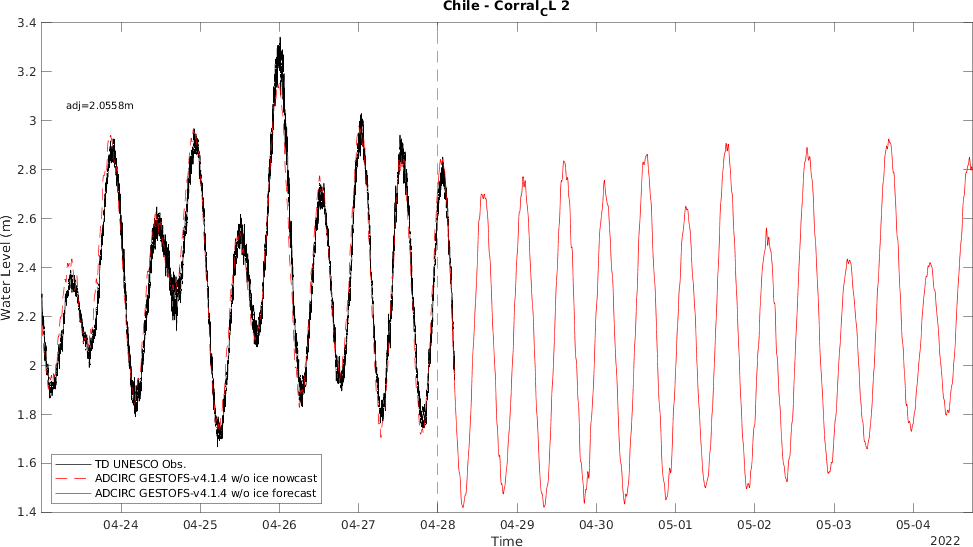 Chile - Corral_CL 2
3.4
3.2
3
2.8
2.6
2.4
2.2
2
1.8
1.6
1.4
Water Level (m)
adj=2.0558m
TD UNESCO Obs.
ADCIRC GESTOFS-v4.1.4 w/o ice nowcast
ADCIRC GESTOFS-v4.1.4 w/o ice forecast
04-24 04-25 04-26 04-27 04-28 04-29 04-30 05-01 05-02 05-03 05-04
Time
2022